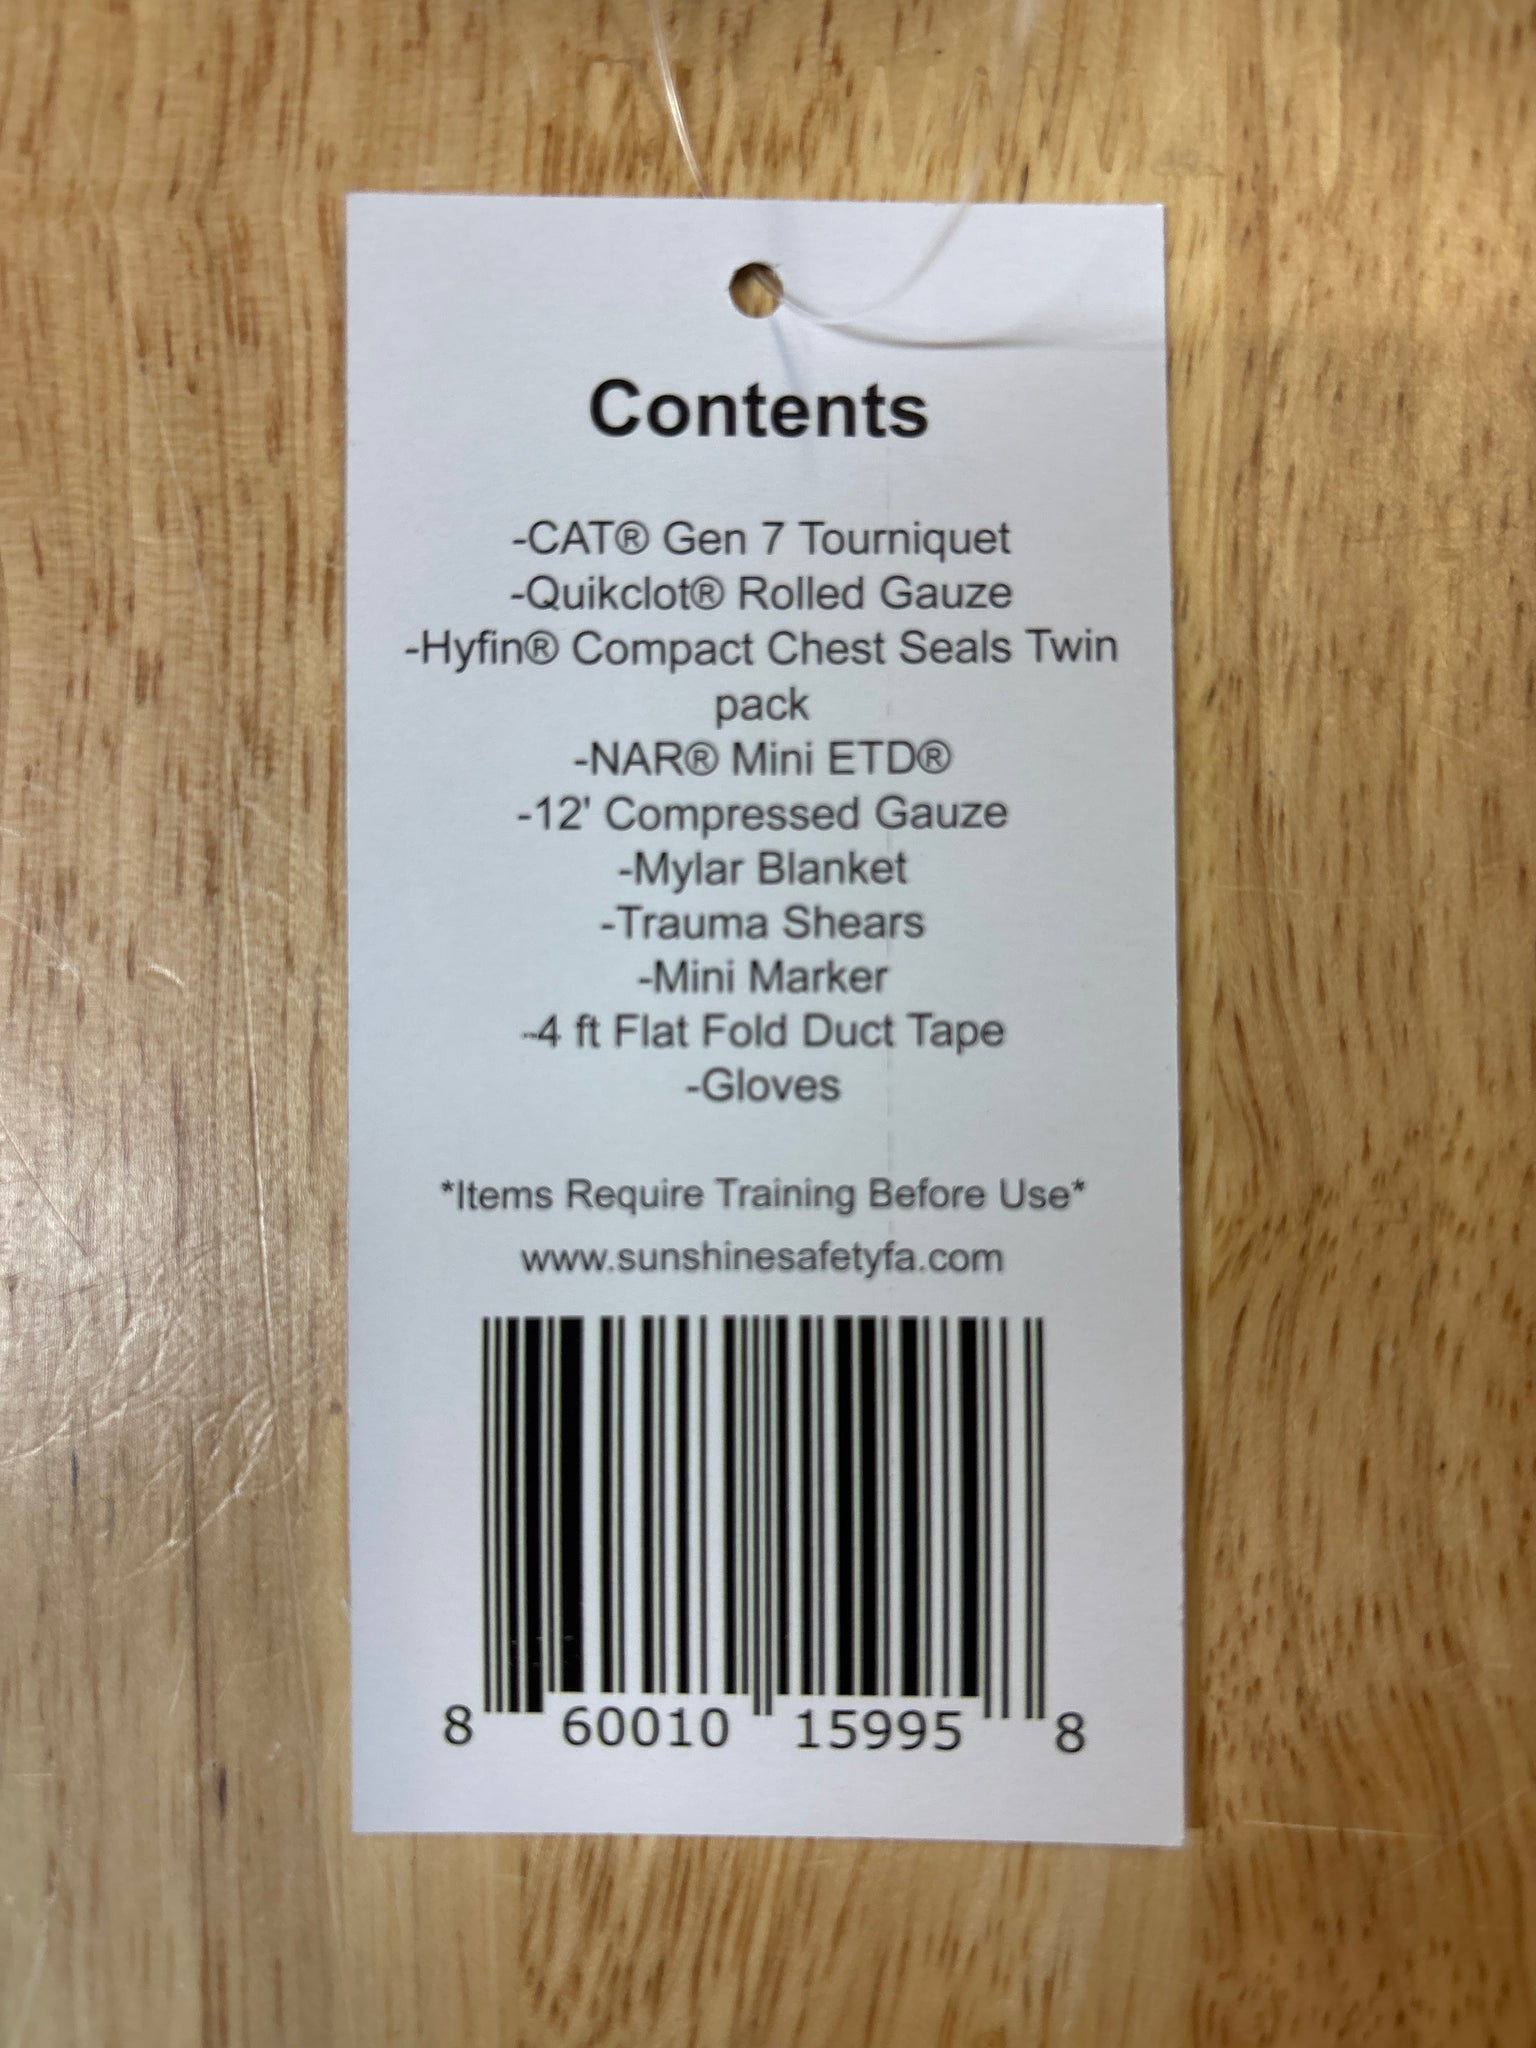 Contents
-CAT® Gen 7 Tourniquet
-Quikclot® Rolled Gauze
-Hyfin® Compact Chest Seals Twin
pack
-NAR® Mini ETD®
-12' Compressed Gauze
-Mylar Blanket
-Trauma Shears
-Mini Marker
-4 ft Flat Fold Duct Tape
-Gloves
*Items Require Training Before Use*
www.sunshinesafetyfa.com
8 60010 15995 8